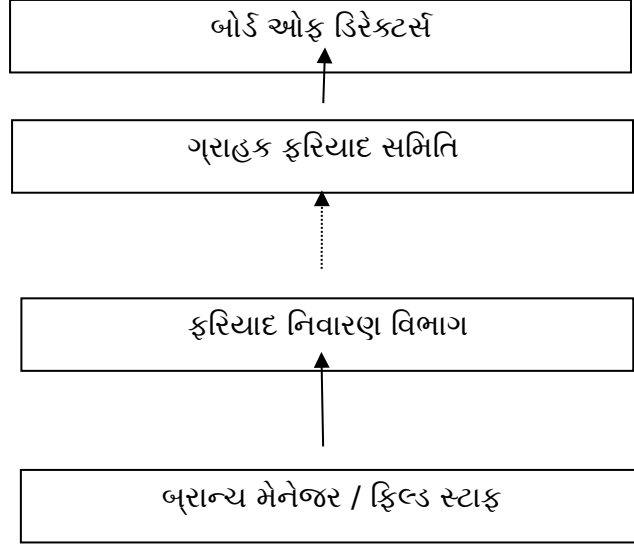 બોર્ડ ઓફ ડિરેક્ટર્સ
ગ્રાહક ફરિયાદ સમિતિ
ફરિયાદ નિવારણ વિભાગ
બ્રાન્ચ મેનેજર / ફિલ્ડ સ્ટાફ